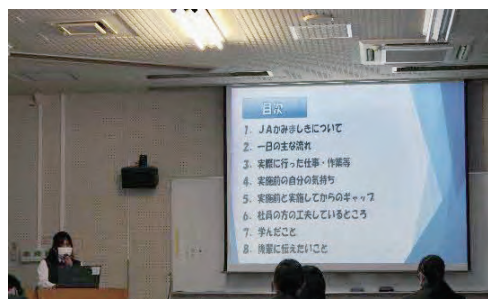 目次
1. JAかみましきについて
2. 一日の主な流れ
3. 実際に行った仕事・作業等
4. 実施前の自分の気持ち
5. 実施前と実施してからのギャップ
6. 社員の方の工夫しているところ
7. 学んだこと
8. 後輩に伝えたいこと